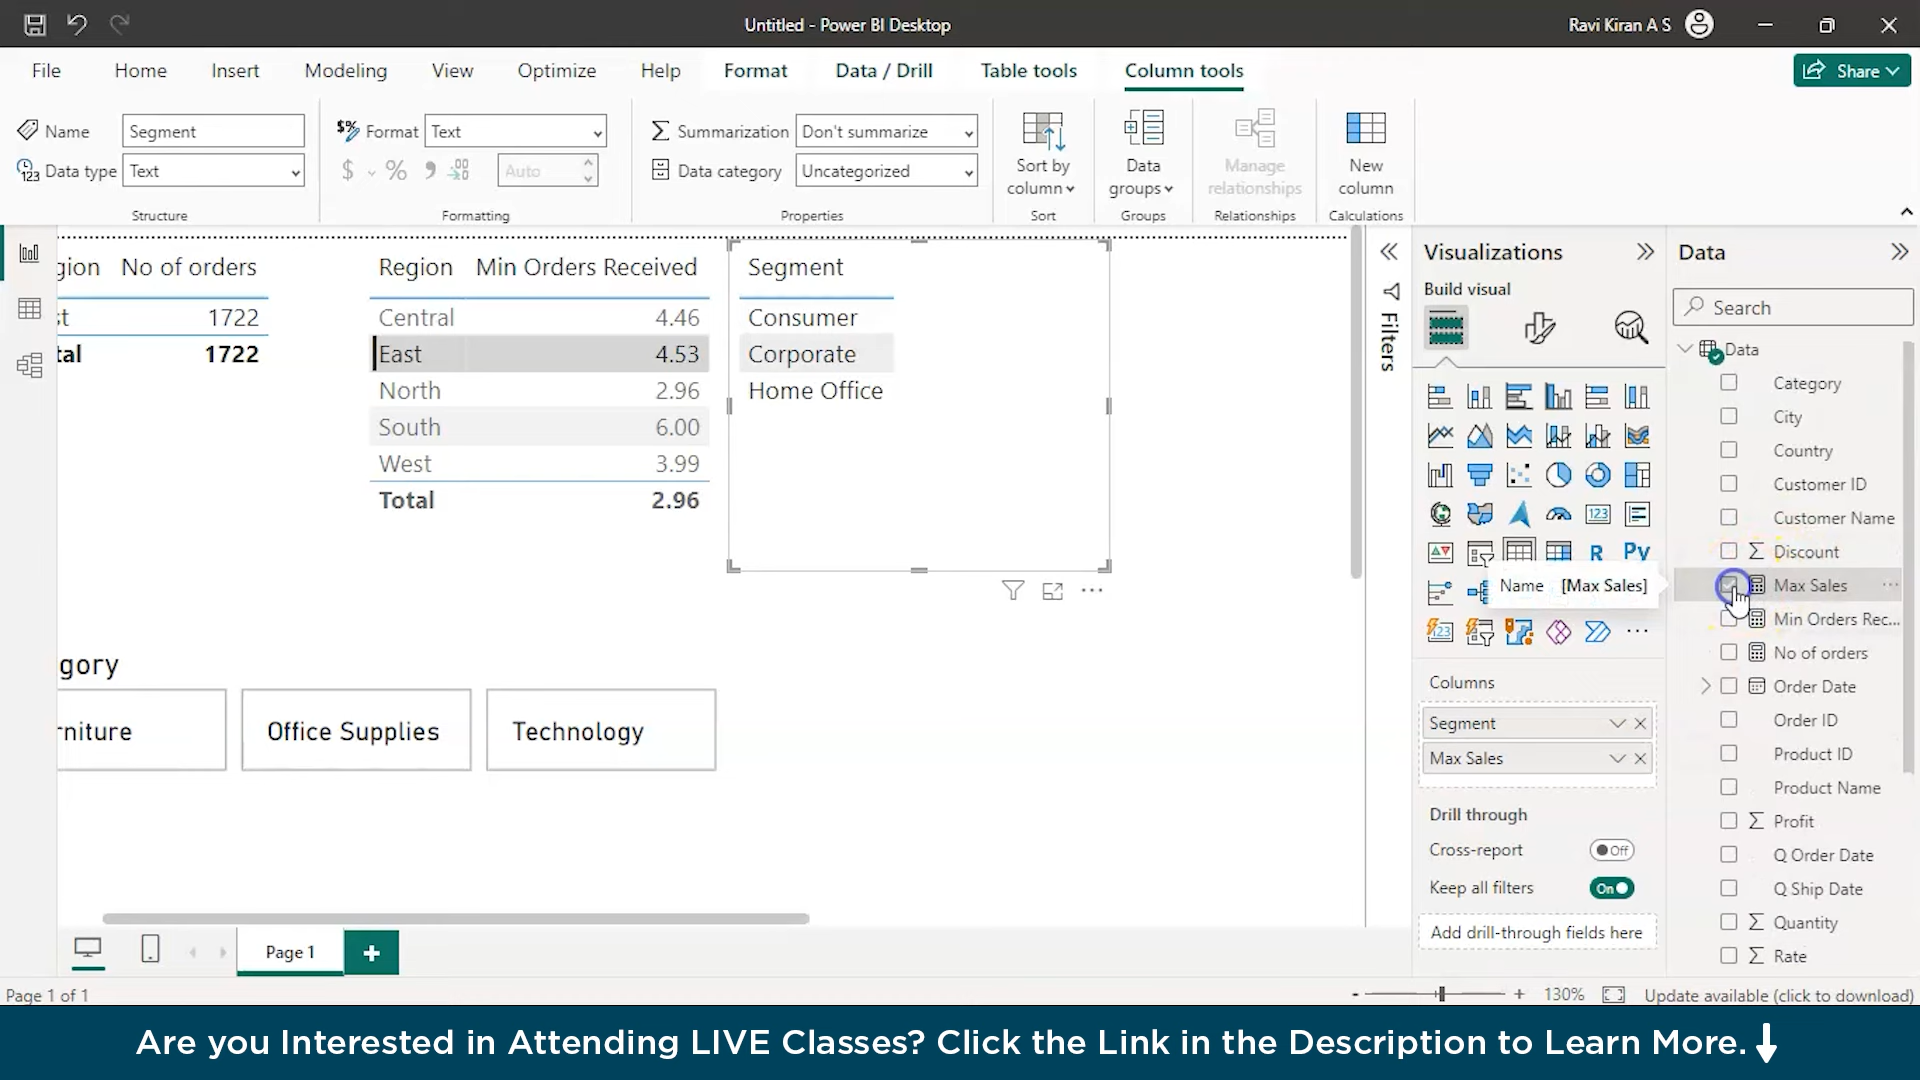 Untitled - Power BI Desktop
Ravi Kiran A S
File Home Insert Modeling View Optimize Help Format Data / Drill Table tools Column tools
Share
Name Segment
Format Text
Summarization Don't summarize
Data type Text
$ % 9 Auto
Data category Uncategorized
Sort by column
Data groups
Manage relationships
New column
Structure Formatting Properties Sort Groups Relationships Calculations
gion No of orders
st 1722
tal 1722
Region Min Orders Received
Central 4.46
East 4.53
North 2.96
South 6.00
West 3.99
Total 2.96
Segment
Consumer
Corporate
Home Office
gory
rniture Office Supplies Technology
Filters
Visualizations
Build visual
123
R Py
Name [Max Sales]
123
Columns
Segment
Max Sales
Drill through
Cross-report Off
Keep all filters On
Add drill-through fields here
Data
Search
Data
Category
City
Country
Customer ID
Customer Name
Σ Discount
Max Sales
Min Orders Rec...
No of orders
Order Date
Order ID
Product ID
Product Name
Σ Profit
Q Order Date
Q Ship Date
Σ Quantity
Σ Rate
Page 1 +
Page 1 of 1
- + 130% Update available (click to download)
Are you Interested in Attending LIVE Classes? Click the Link in the Description to Learn More.